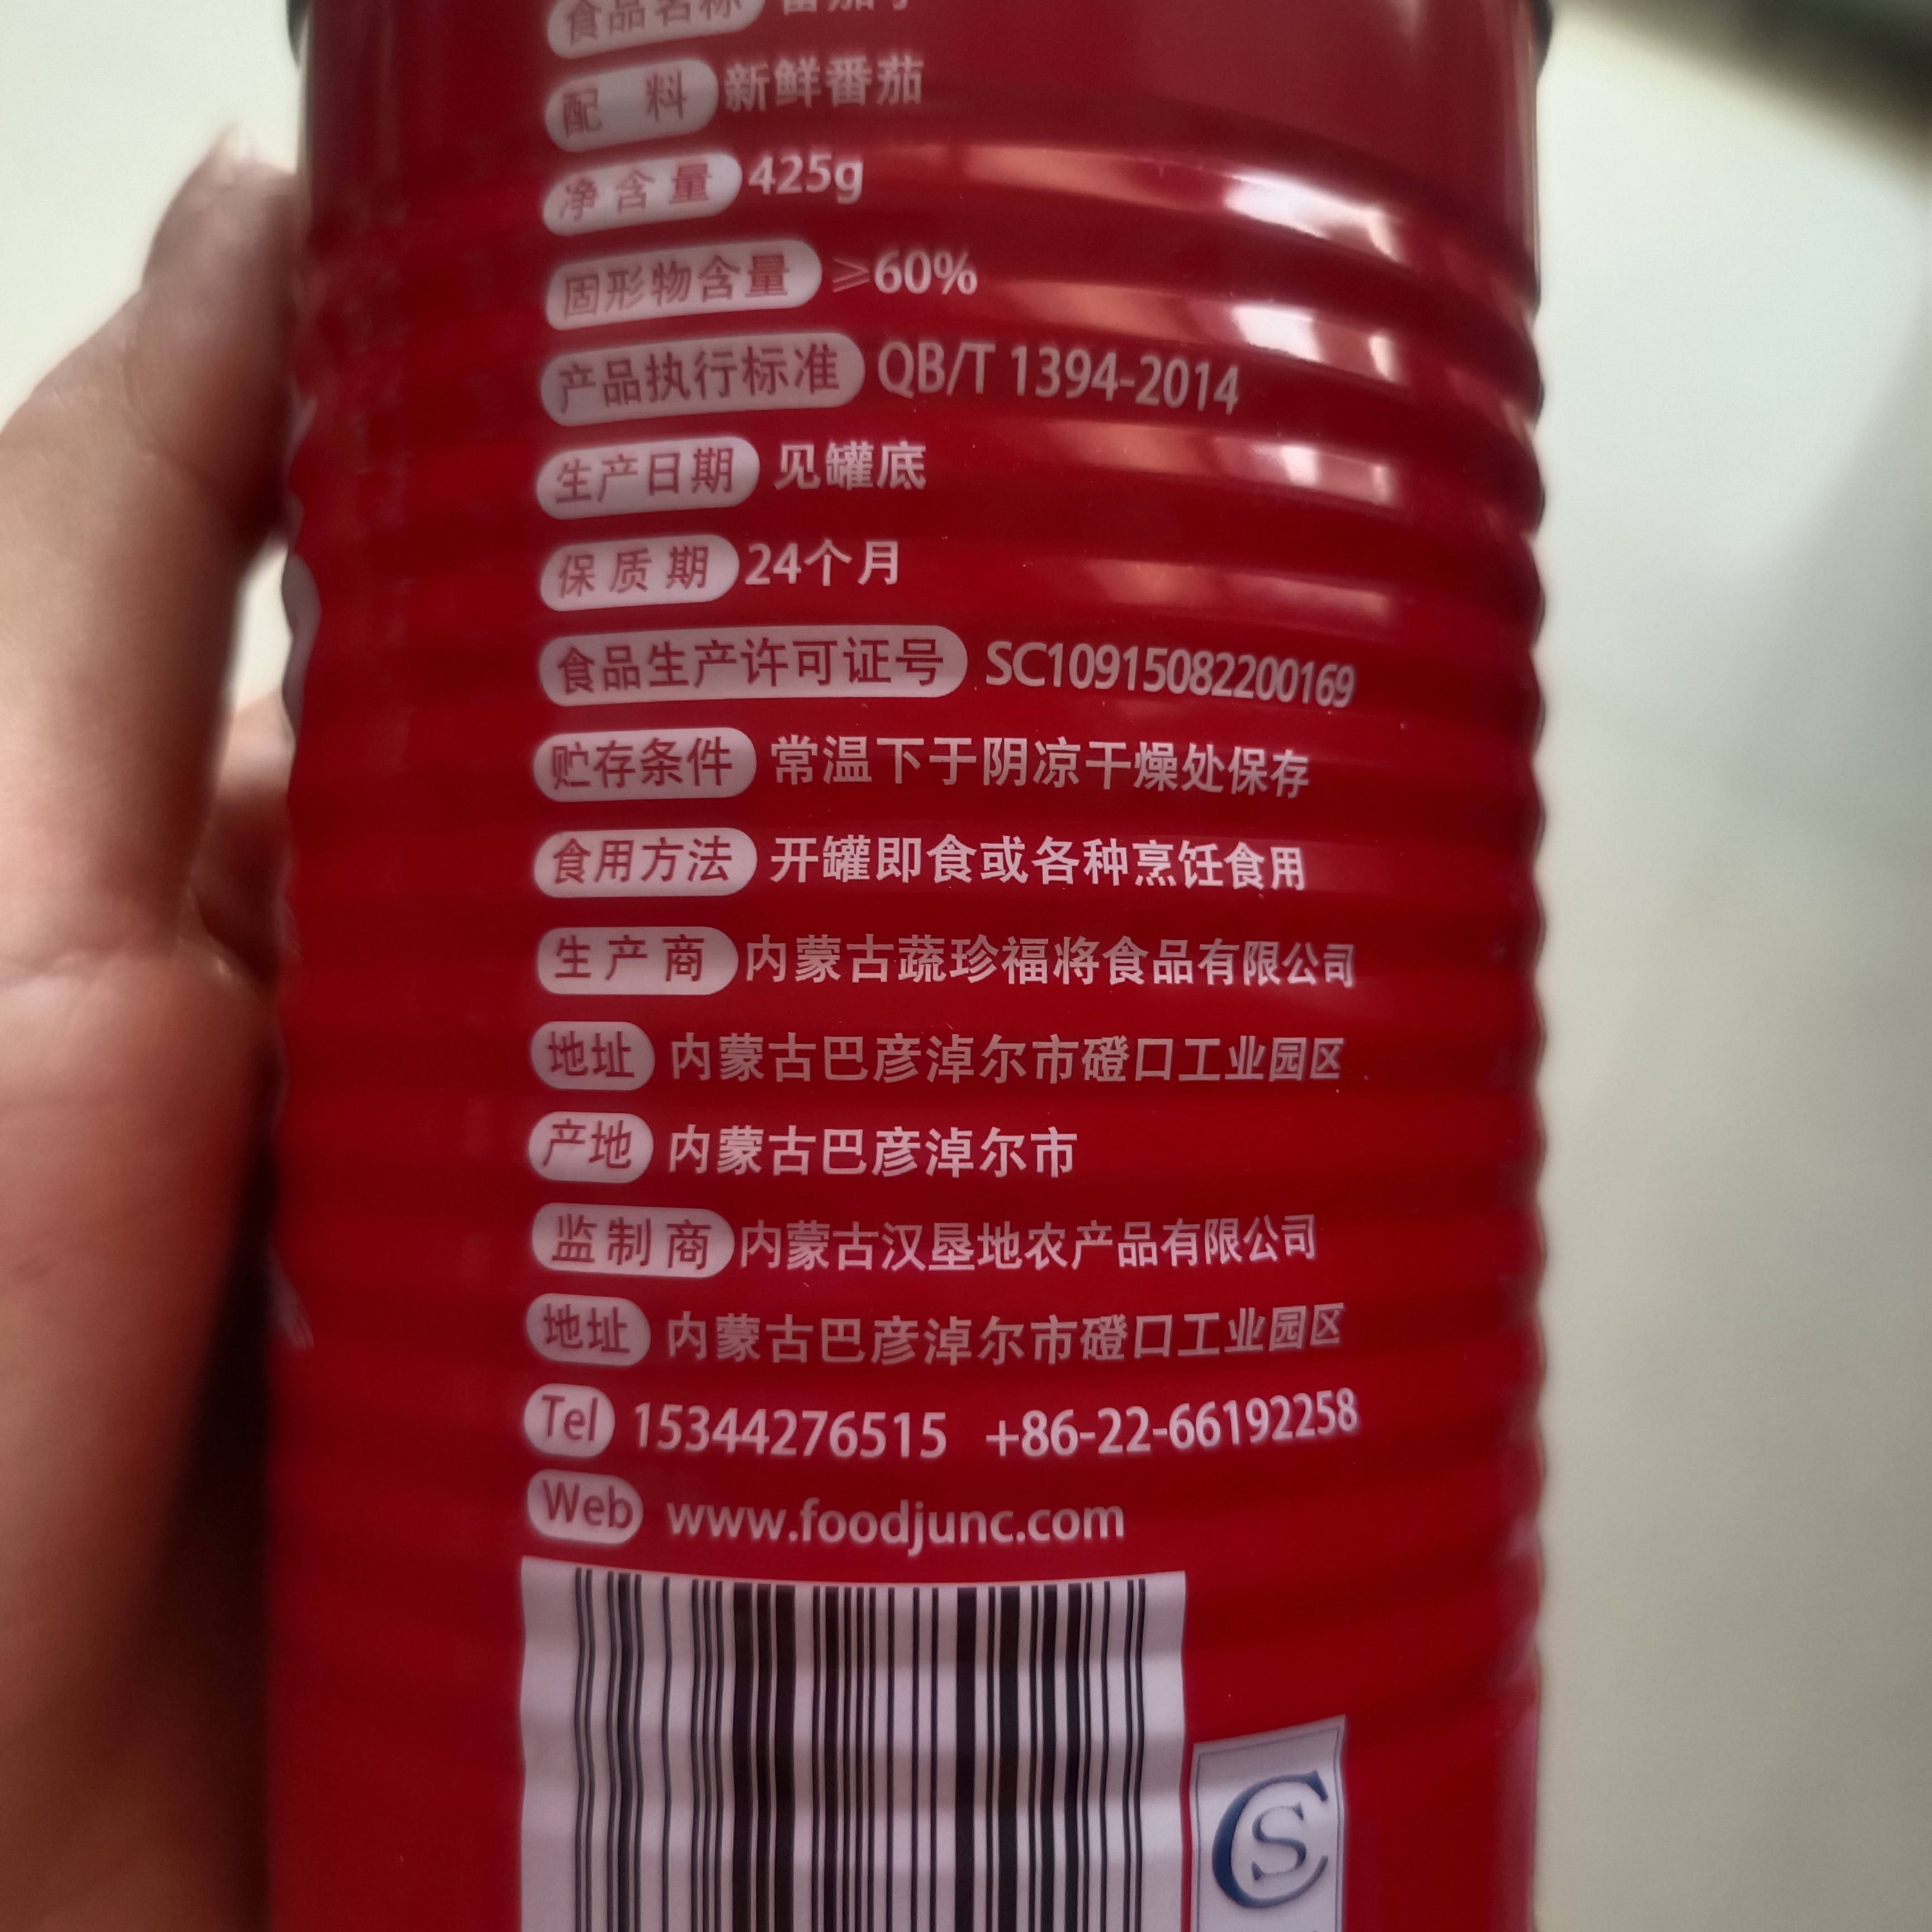 食品名称 番茄丁
配料 新鲜番茄
净含量 425g
固形物含量 ≥60%
产品执行标准 QB/T 1394-2014
生产日期 见罐底
保质期 24个月
食品生产许可证号 SC10915082200169
贮存条件 常温下于阴凉干燥处保存
食用方法 开罐即食或各种烹饪食用
生产商 内蒙古蔬珍福将食品有限公司
地址 内蒙古巴彦淖尔市磴口工业园区
产地 内蒙古巴彦淖尔市
监制商 内蒙古汉垦地农产品有限公司
地址 内蒙古巴彦淖尔市磴口工业园区
Tel 15344276515 +86-22-66192258
Web www.foodjunc.com
CS